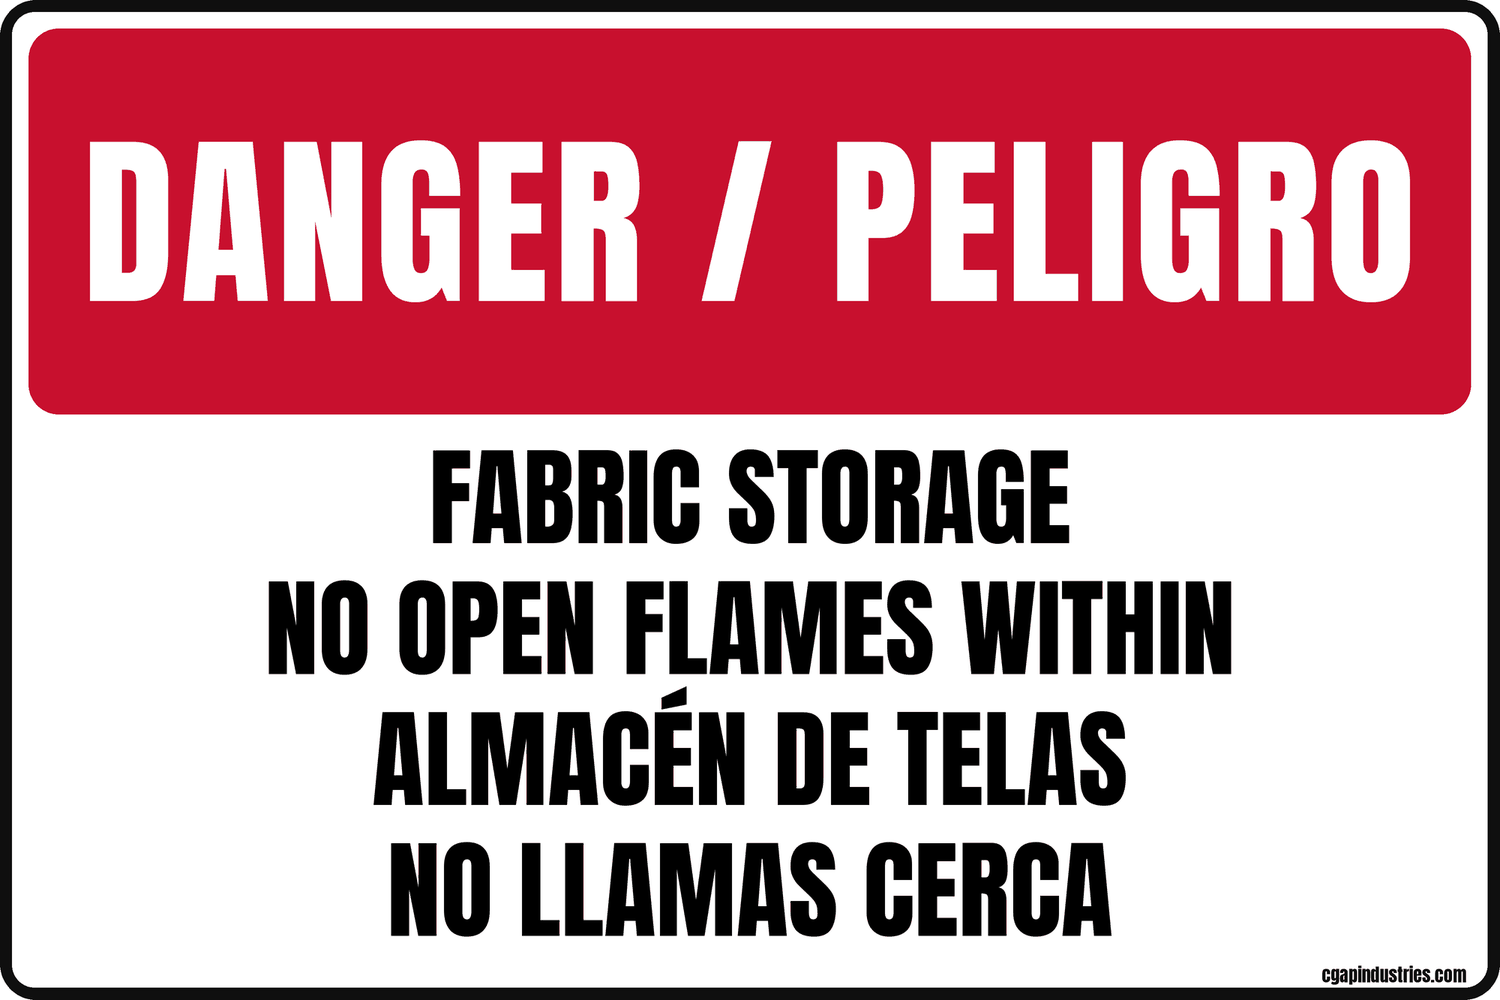 DANGER / PELIGRO
FABRIC STORAGE
NO OPEN FLAMES WITHIN
ALMACÉN DE TELAS
NO LLAMAS CERCA
cgapindustries.com